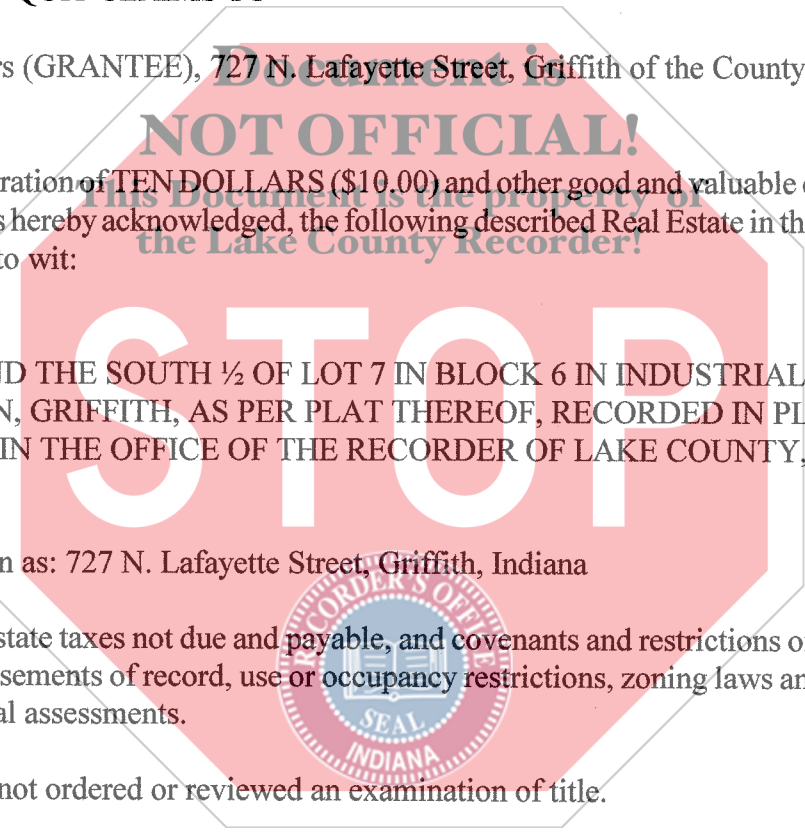 s (GRANTEE), 727 N. Lafayette Street, Griffith of the County
Document is
NOT OFFICIAL!
ration of TEN DOLLARS ($10.00) and other good and valuable
This Document is the property of
s hereby acknowledged, the following described Real Estate in th
the Lake County Recorder!
to wit:
STOP
ND THE SOUTH ½ OF LOT 7 IN BLOCK 6 IN INDUSTRIAL
N, GRIFFITH, AS PER PLAT THEREOF, RECORDED IN PL
IN THE OFFICE OF THE RECORDER OF LAKE COUNTY,
n as: 727 N. Lafayette Street, Griffith, Indiana
RECORDER'S OFFICE
state taxes not due and payable, and covenants and restrictions o
sements of record, use or occupancy restrictions, zoning laws an
al assessments.
SEAL
INDIANA
not ordered or reviewed an examination of title.